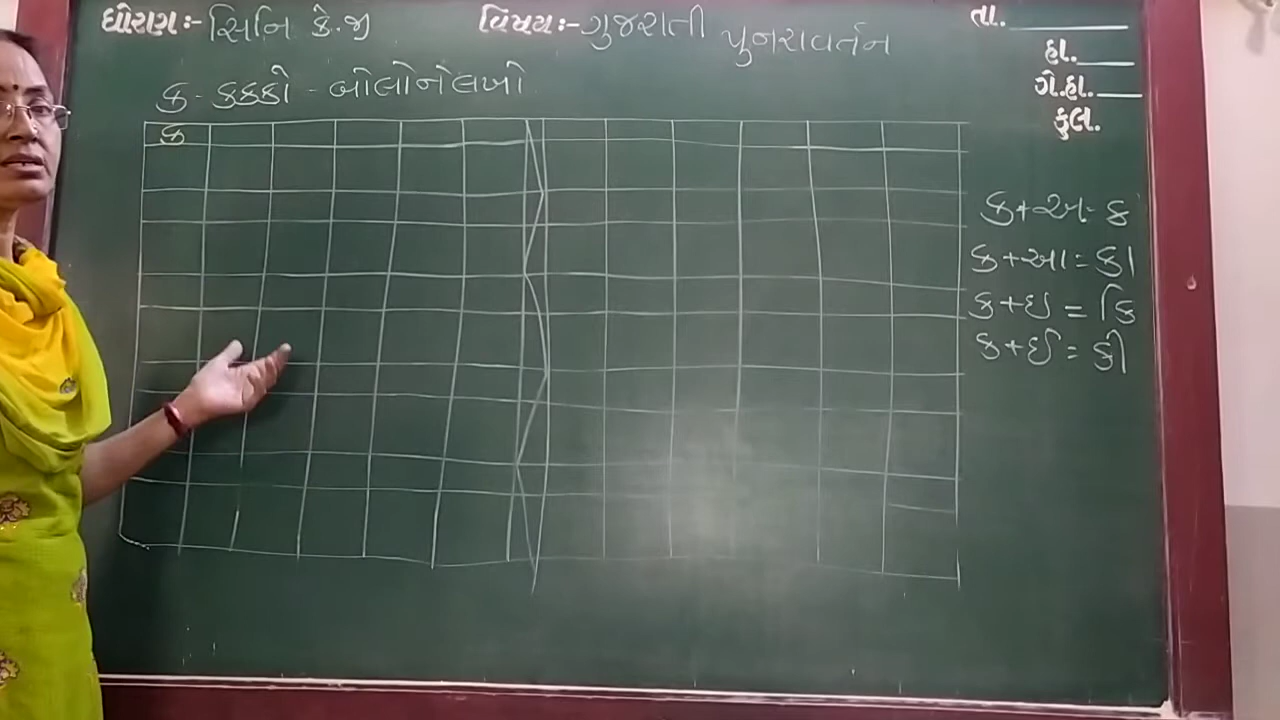 ધોરણઃ- સિનિ કે.જી વિષયઃ- ગુજરાતી પુનરાવર્તન તા.
હા.
ગે.હા.
કુલ.
ક - કક્કો - બોલોનેલખો
ક
ક + અ = ક
ક + આ = કા
ક + ઇ = કિ
ક + ઈ = કી